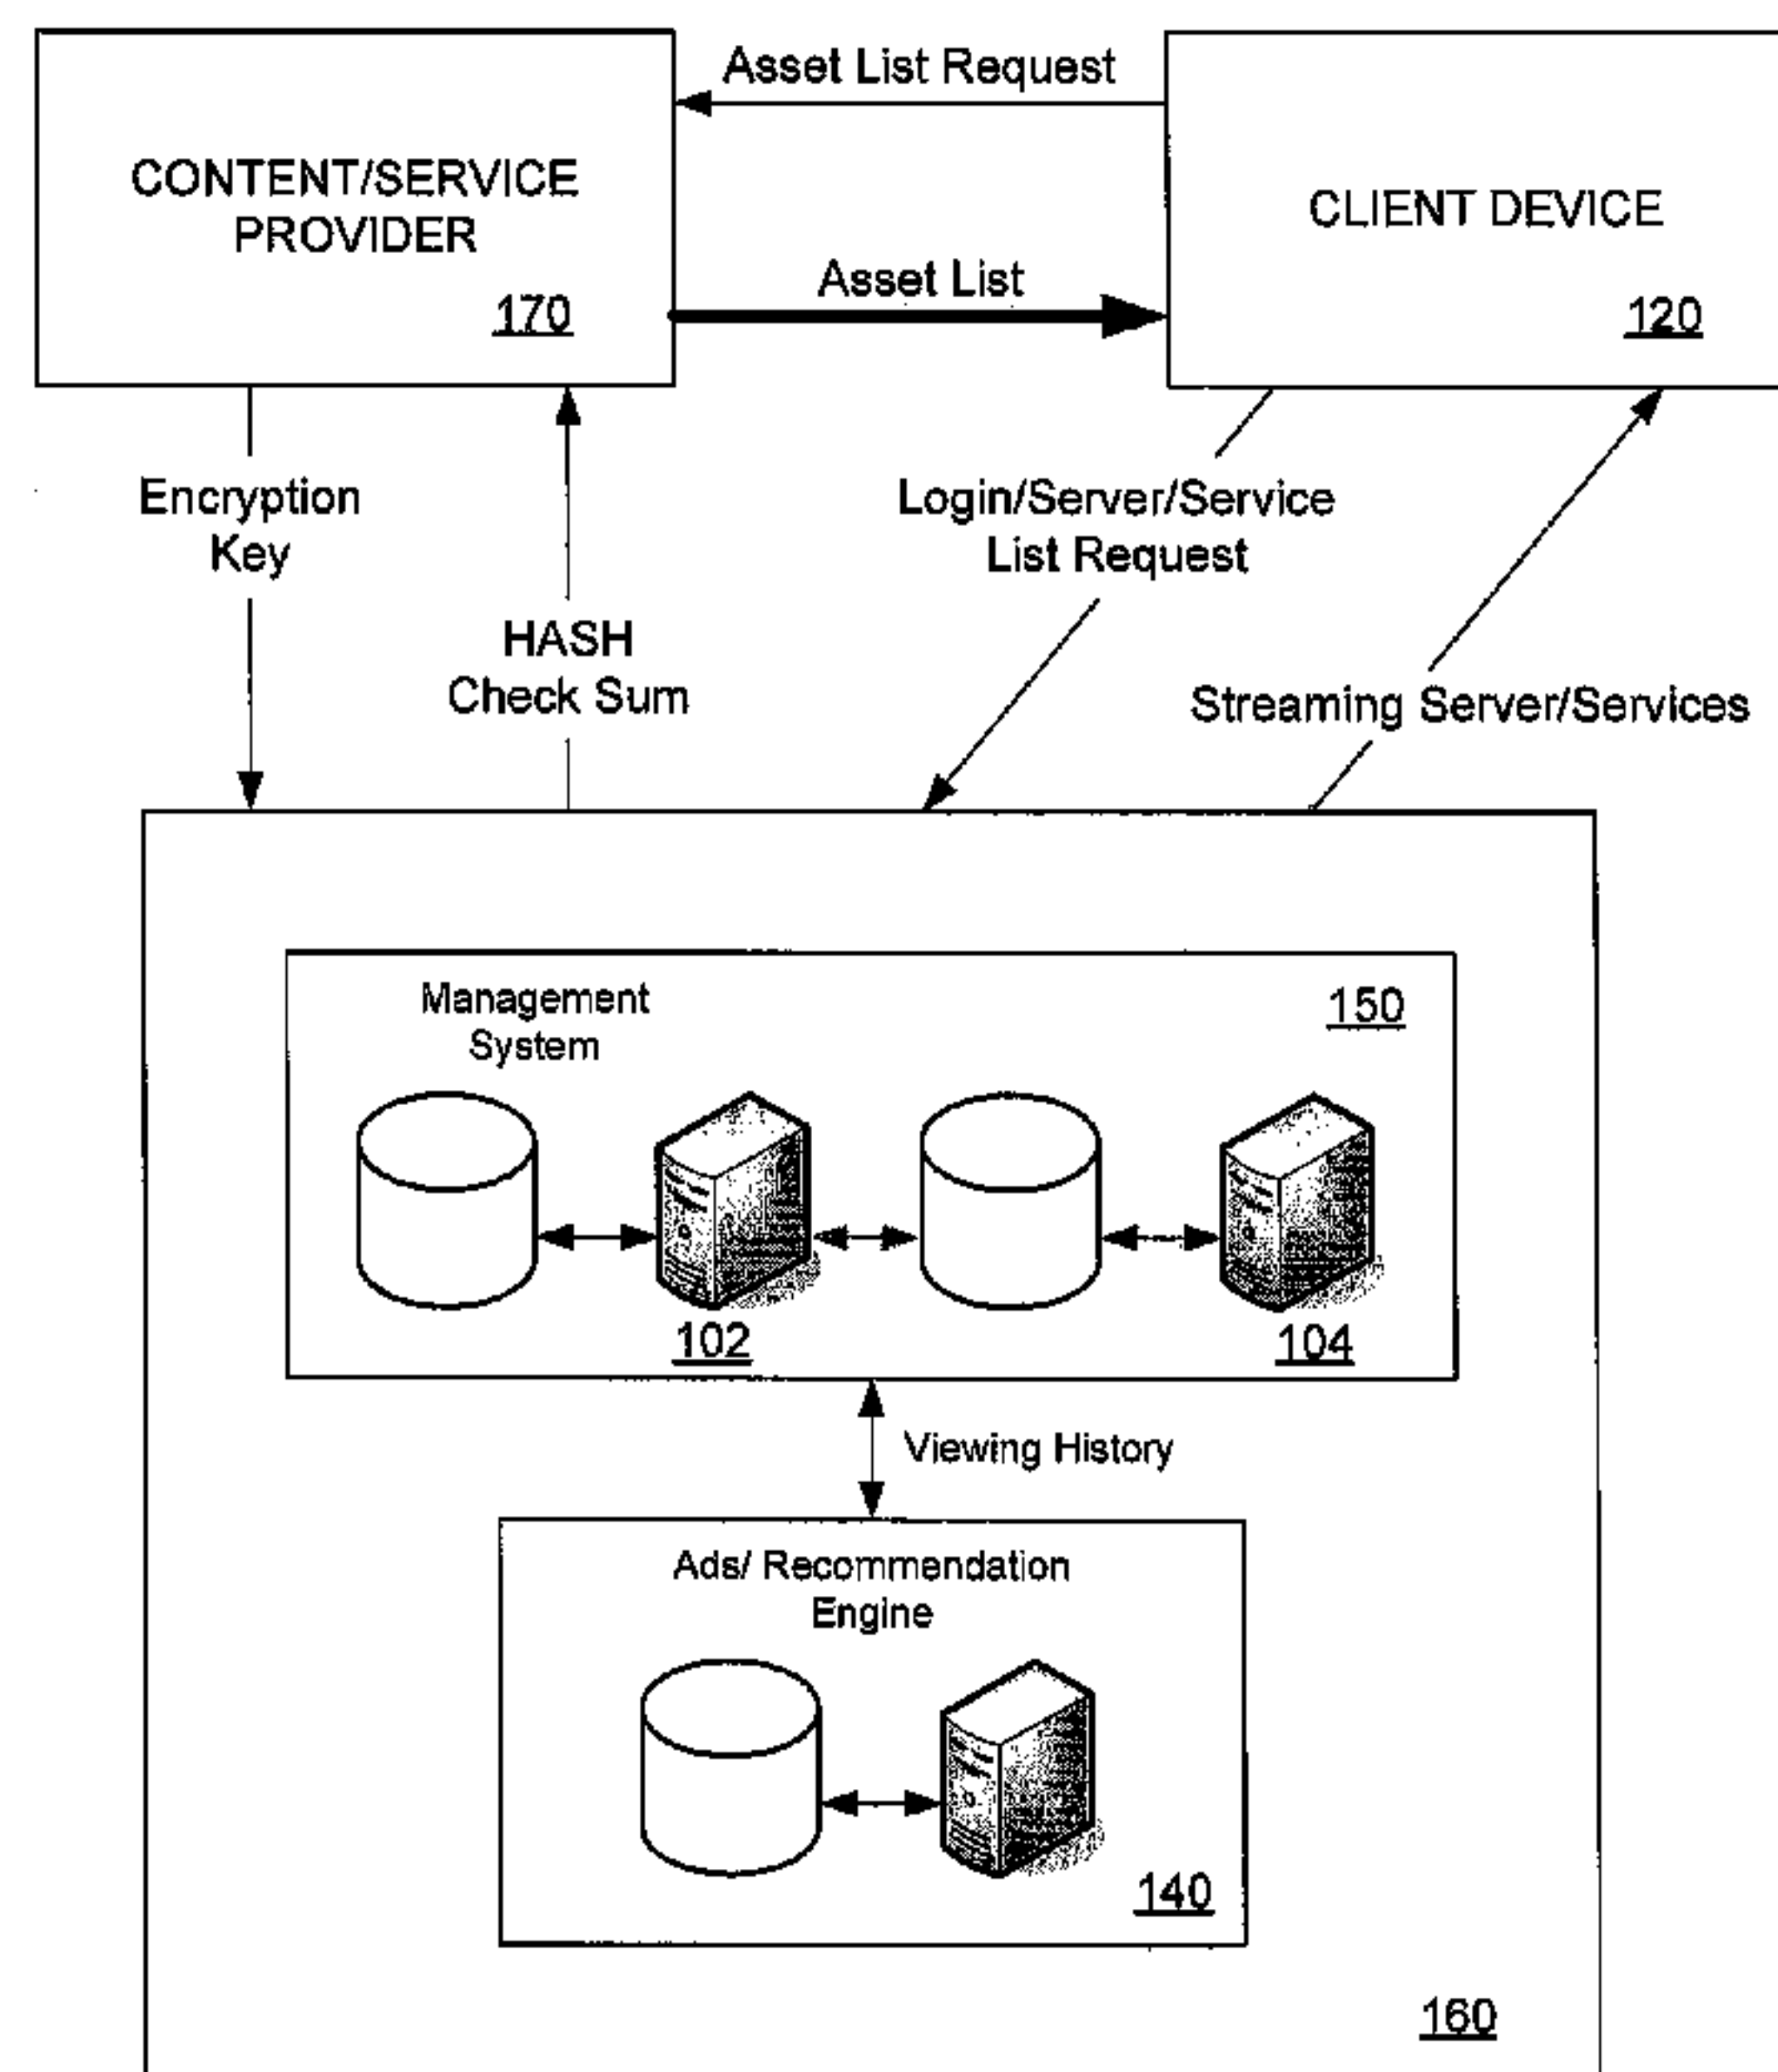 Asset List Request
CONTENT/SERVICE
PROVIDER
170
CLIENT DEVICE
120
Asset List
Encryption
Key
HASH
Check Sum
Login/Server/Service
List Request
Streaming Server/Services
Management
System
150
102
104
Viewing History
Ads/ Recommendation
Engine
140
160